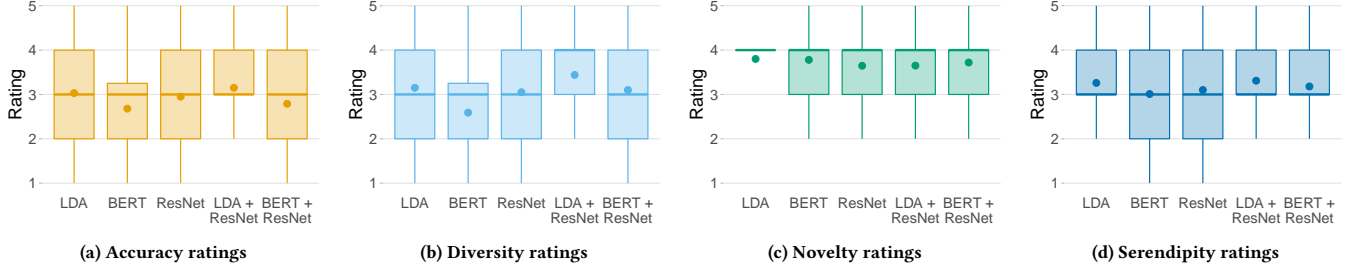 Rating
5
4
3
2
1
LDA BERT ResNet LDA + BERT +
ResNet ResNet
(a) Accuracy ratings
Rating
5
4
3
2
1
LDA BERT ResNet LDA + BERT +
ResNet ResNet
(b) Diversity ratings
Rating
5
4
3
2
1
LDA BERT ResNet LDA + BERT +
ResNet ResNet
(c) Novelty ratings
Rating
5
4
3
2
1
LDA BERT ResNet LDA + BERT +
ResNet ResNet
(d) Serendipity ratings